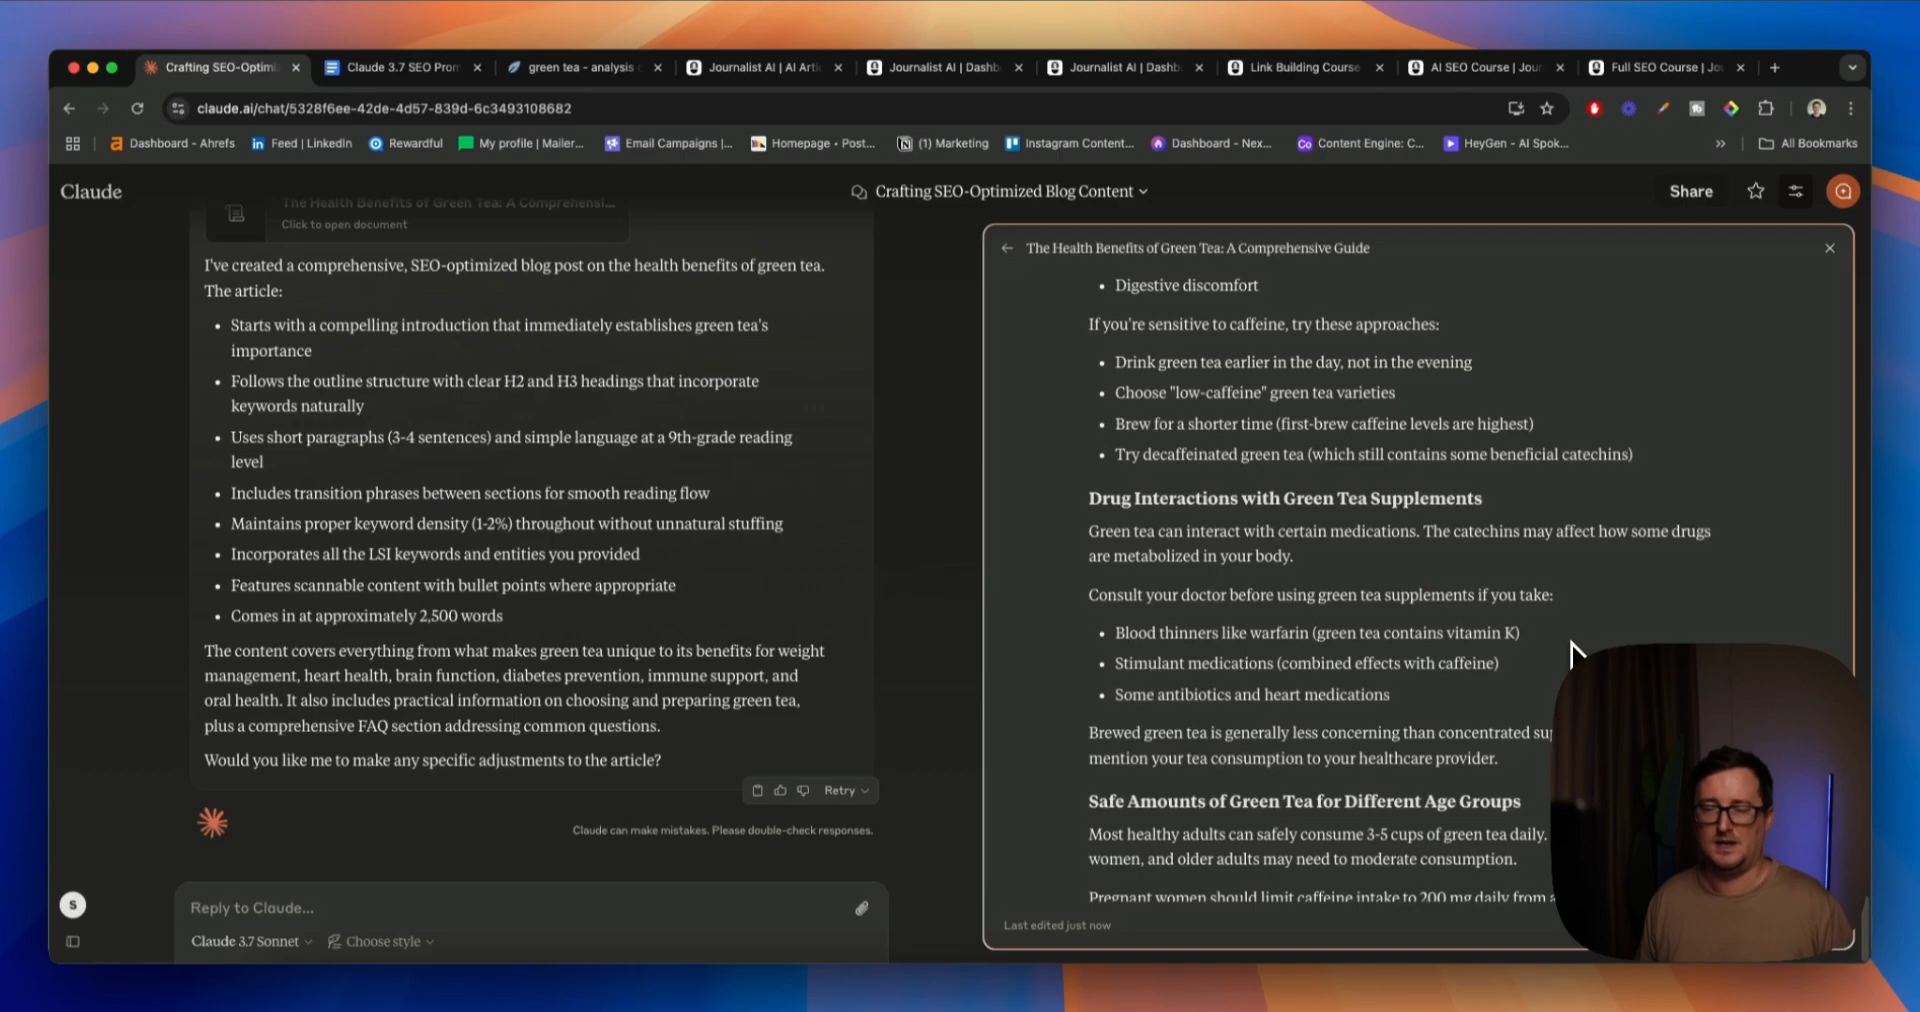 Crafting SEO-Optimi
Claude 3.7 SEO Pro
green tea - analysis
Journalist AI | AI Arti
Journalist AI | Dashb
Journalist AI | Dashb
Link Building Course
AI SEO Course | Jour
Full SEO Course | Jo
claude.ai/chat/5328f6ee-42de-4d57-839d-6c3493108682
Dashboard - Ahrefs
Feed | LinkedIn
Rewardful
My profile | Mailer...
Email Campaigns |...
Homepage • Post...
(1) Marketing
Instagram Content...
Dashboard - Nex...
Content Engine: C...
HeyGen - AI Spok...
All Bookmarks
Claude
Crafting SEO-Optimized Blog Content
Share
The Health Benefits of Green Tea: A Comprehensi...
Click to open document
I've created a comprehensive, SEO-optimized blog post on the health benefits of green tea.
The article:
• Starts with a compelling introduction that immediately establishes green tea's
importance
• Follows the outline structure with clear H2 and H3 headings that incorporate
keywords naturally
• Uses short paragraphs (3-4 sentences) and simple language at a 9th-grade reading
level
• Includes transition phrases between sections for smooth reading flow
• Maintains proper keyword density (1-2%) throughout without unnatural stuffing
• Incorporates all the LSI keywords and entities you provided
• Features scannable content with bullet points where appropriate
• Comes in at approximately 2,500 words
The content covers everything from what makes green tea unique to its benefits for weight
management, heart health, brain function, diabetes prevention, immune support, and
oral health. It also includes practical information on choosing and preparing green tea,
plus a comprehensive FAQ section addressing common questions.
Would you like me to make any specific adjustments to the article?
Retry
Claude can make mistakes. Please double-check responses.
S
Reply to Claude...
Claude 3.7 Sonnet
Choose style
The Health Benefits of Green Tea: A Comprehensive Guide
• Digestive discomfort
If you're sensitive to caffeine, try these approaches:
• Drink green tea earlier in the day, not in the evening
• Choose "low-caffeine" green tea varieties
• Brew for a shorter time (first-brew caffeine levels are highest)
• Try decaffeinated green tea (which still contains some beneficial catechins)
Drug Interactions with Green Tea Supplements
Green tea can interact with certain medications. The catechins may affect how some drugs
are metabolized in your body.
Consult your doctor before using green tea supplements if you take:
• Blood thinners like warfarin (green tea contains vitamin K)
• Stimulant medications (combined effects with caffeine)
• Some antibiotics and heart medications
Brewed green tea is generally less concerning than concentrated su
mention your tea consumption to your healthcare provider.
Safe Amounts of Green Tea for Different Age Groups
Most healthy adults can safely consume 3-5 cups of green tea daily.
women, and older adults may need to moderate consumption.
Pregnant women should limit caffeine intake to 200 mg daily from
Last edited just now